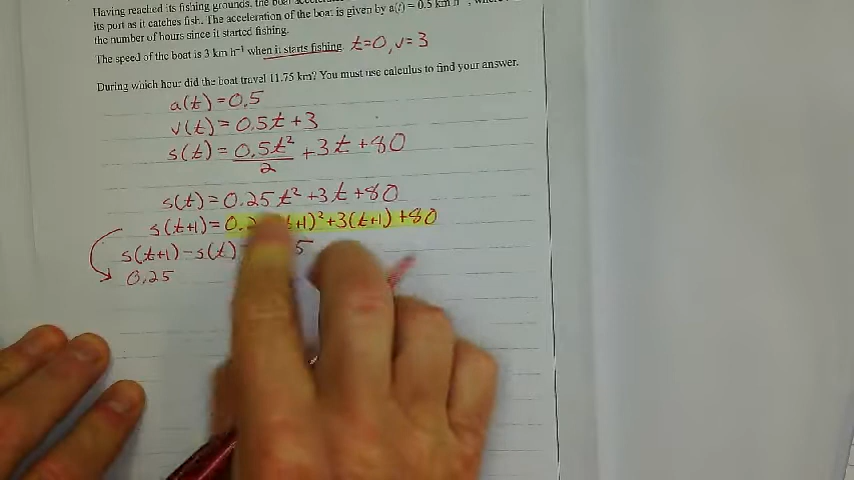 Having reached its fishing grounds, the boat
its port as it catches fish. The acceleration of the boat is given by a(t) = 0.5 km h
the number of hours since it started fishing.
The speed of the boat is 3 km h⁻¹ when it starts fishing. t=0, v=3
During which hour did the boat travel 11.75 km? You must use calculus to find your answer.
a(t) = 0.5
v(t) = 0.5t + 3
s(t) = 0.5t²/2 + 3t + 80
s(t) = 0.25t² + 3t + 80
s(t+1) = 0.2 t+1)² + 3(t+1) + 80
s(t+1) - s(t) 5
0.25